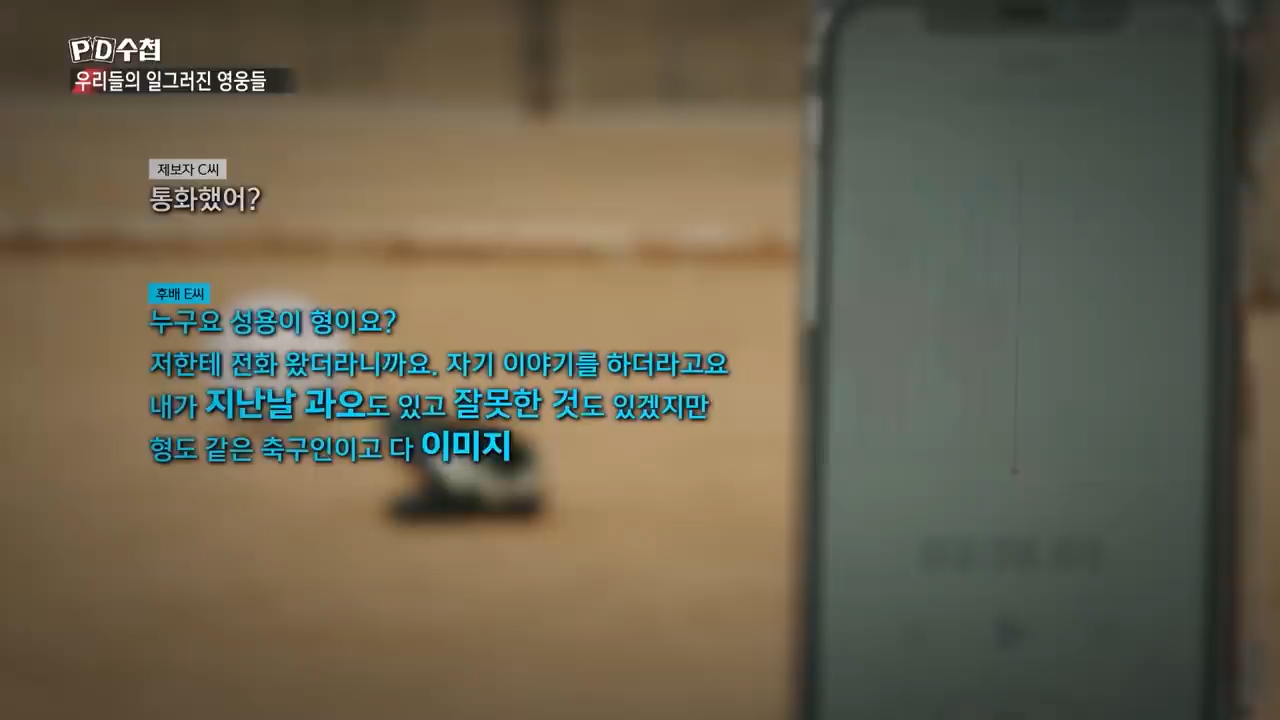 PD수첩
우리들의 일그러진 영웅들
제보자 C씨
통화했어?
후배 E씨
누구요 성용이 형이요?
저한테 전화 왔더라니까요. 자기 이야기를 하더라고요
내가 지난날 과오도 있고 잘못한 것도 있겠지만
형도 같은 축구인이고 다 이미지